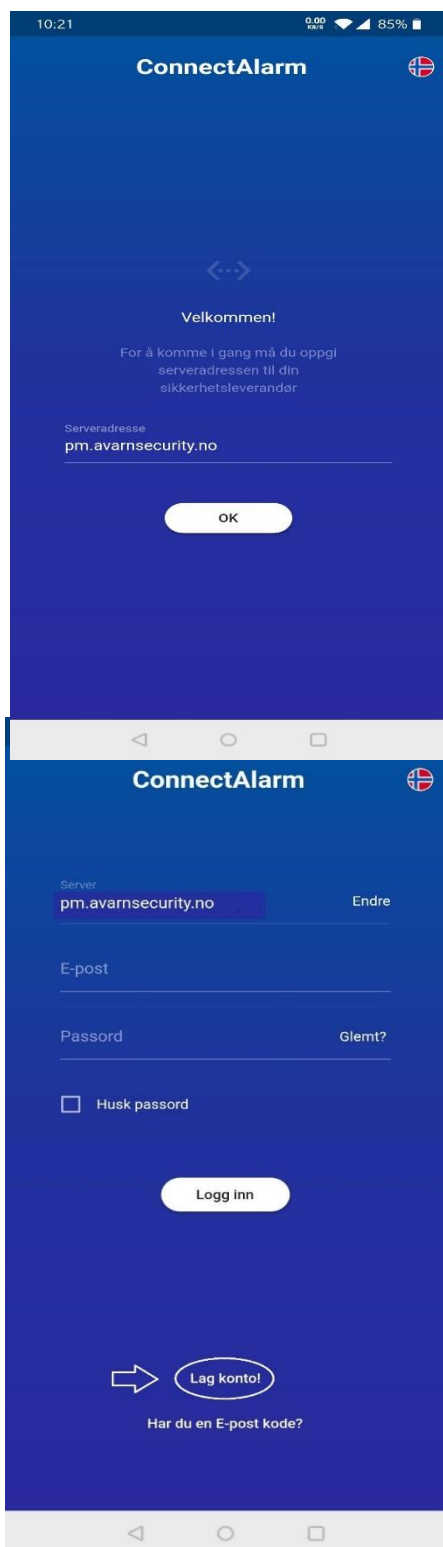 10:21
0.00
KB/S
85%
ConnectAlarm
Velkommen!
For å komme i gang må du oppgi
serveradressen til din
sikkerhetsleverandør
Serveradresse
pm.avarnsecurity.no
OK
ConnectAlarm
Server
pm.avarnsecurity.no
Endre
E-post
Passord
Glemt?
Husk passord
Logg inn
Lag konto!
Har du en E-post kode?